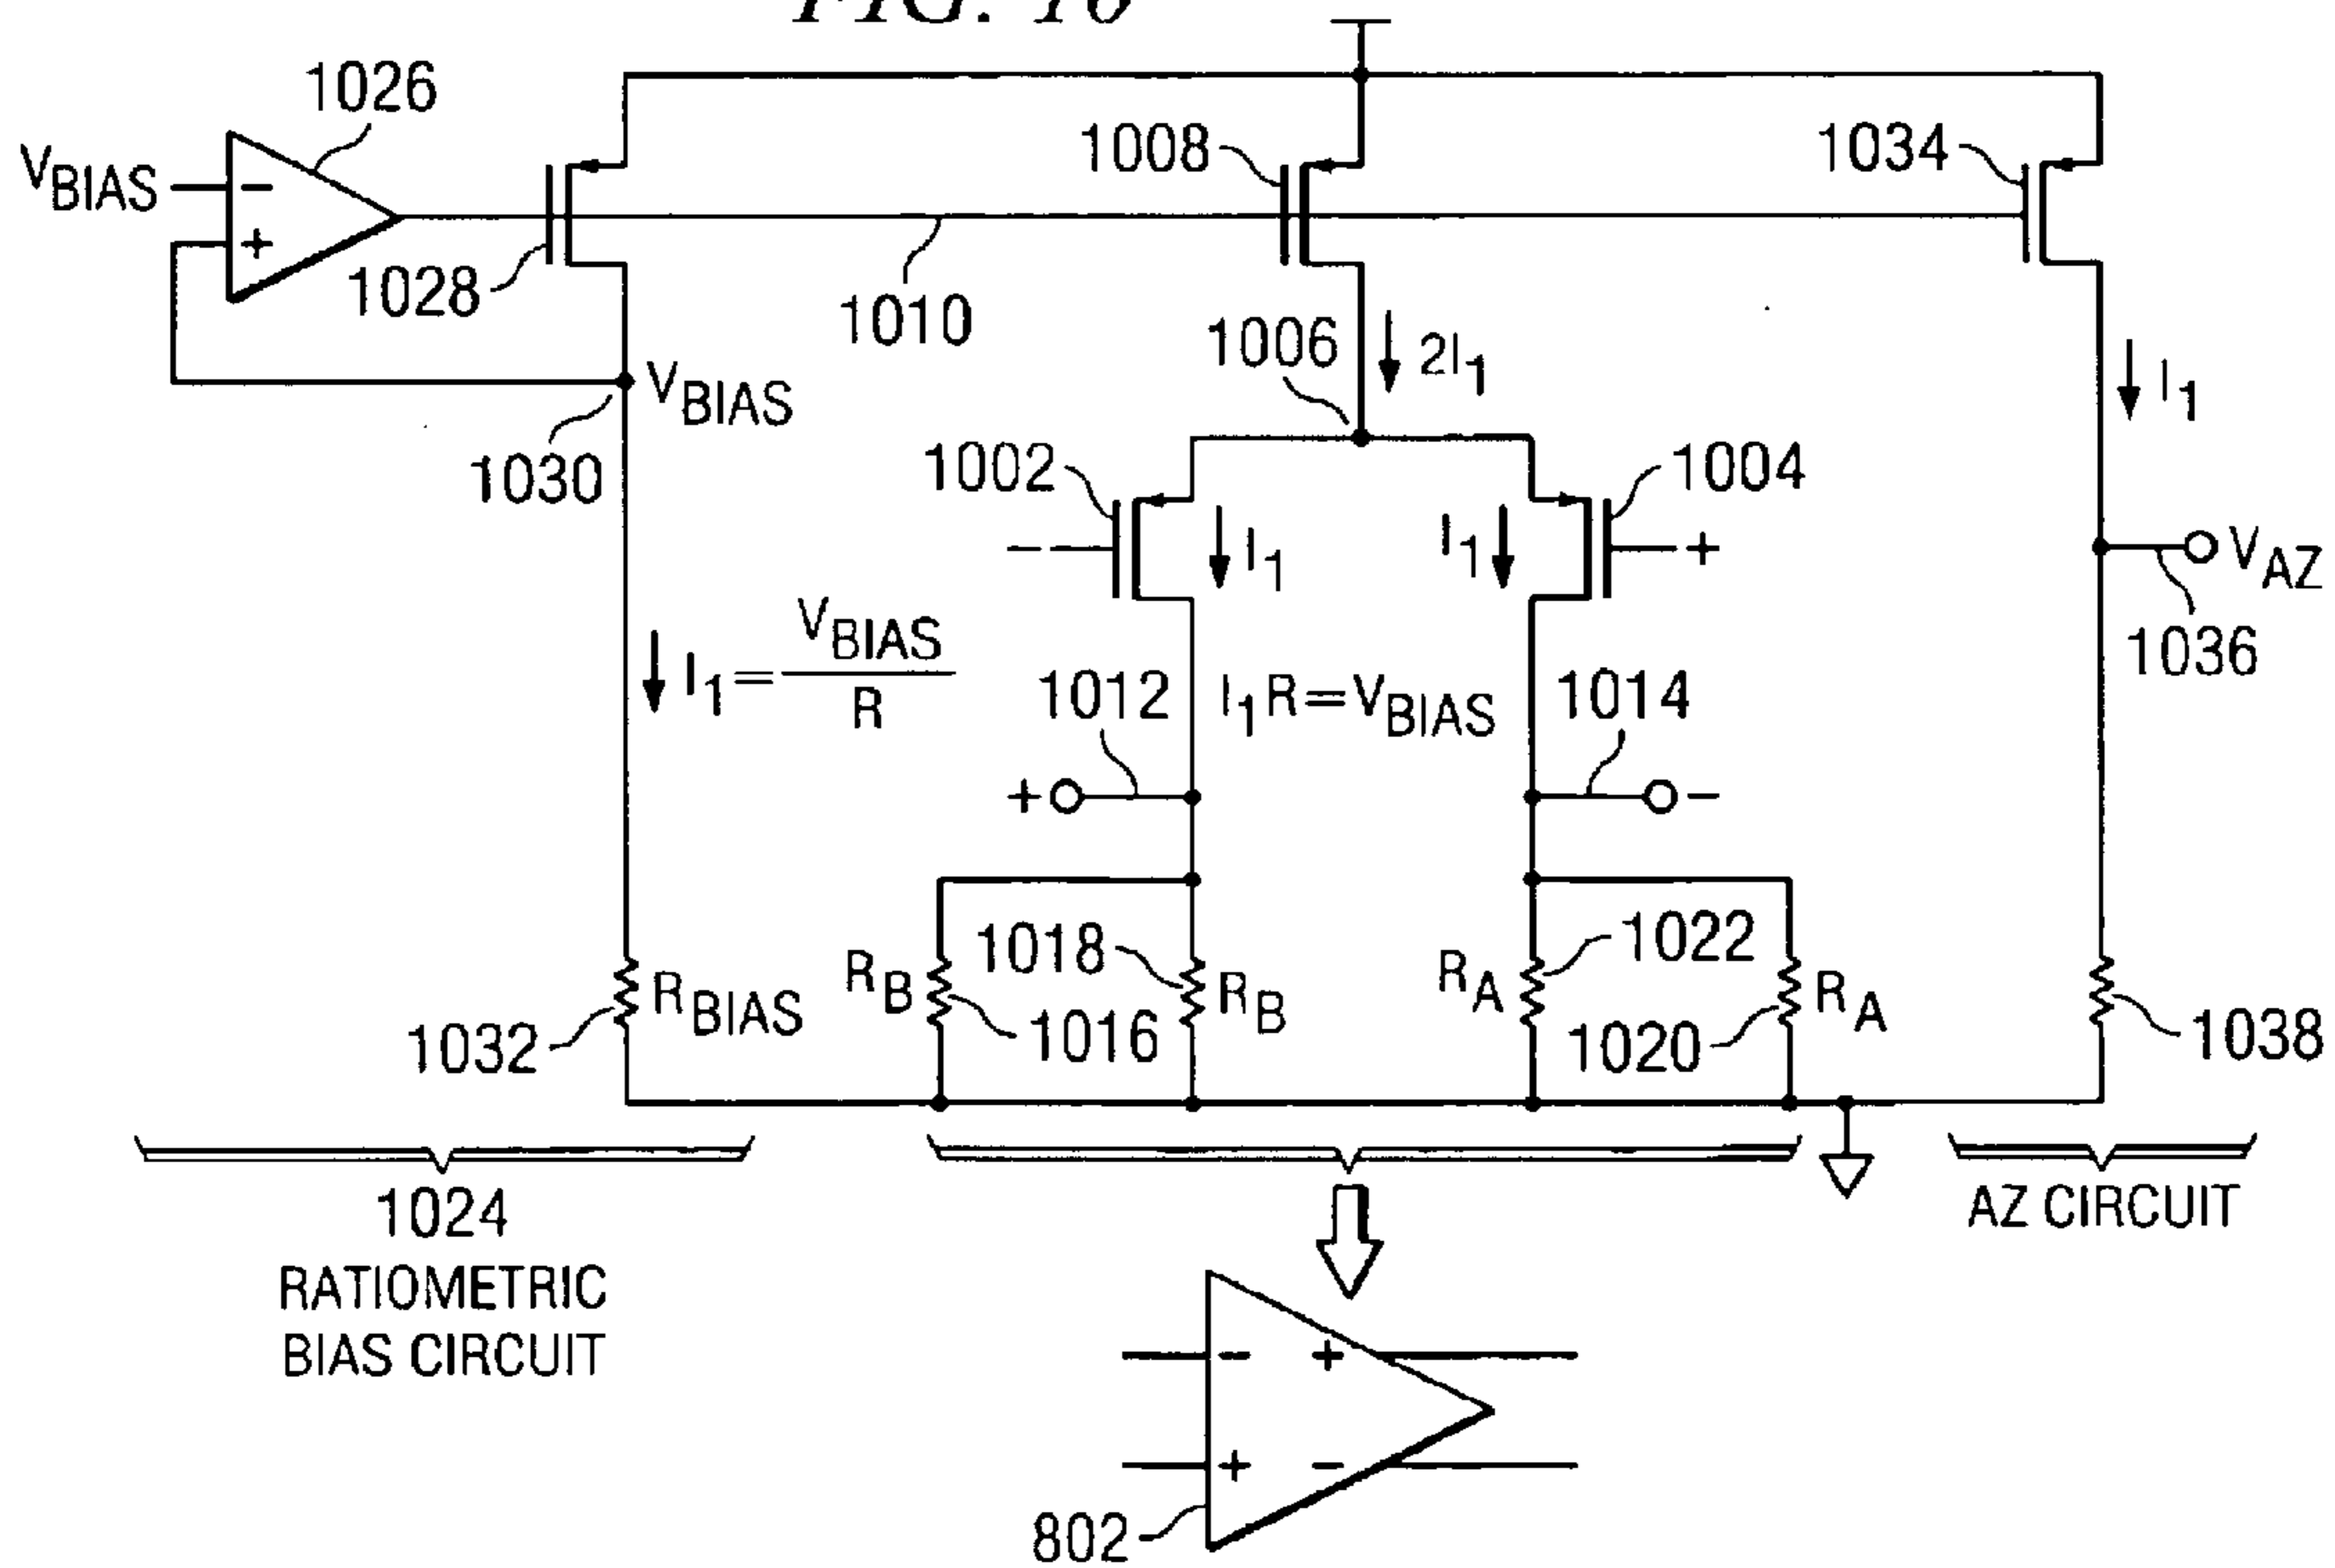 FIG. 10
1026
1008
1034
VBIAS
-
+
1028
1010
1006
2I1
I1
VBIAS
1030
1002
1004
-
I1
I1
+
VAZ
1036
I1 = VBIAS
R
1012
I1R=VBIAS
1014
+
-
1018
1022
RBIAS
RB
RB
RA
RA
1032
1016
1020
1038
1024
RATIOMETRIC
BIAS CIRCUIT
AZ CIRCUIT
- +
+ -
802